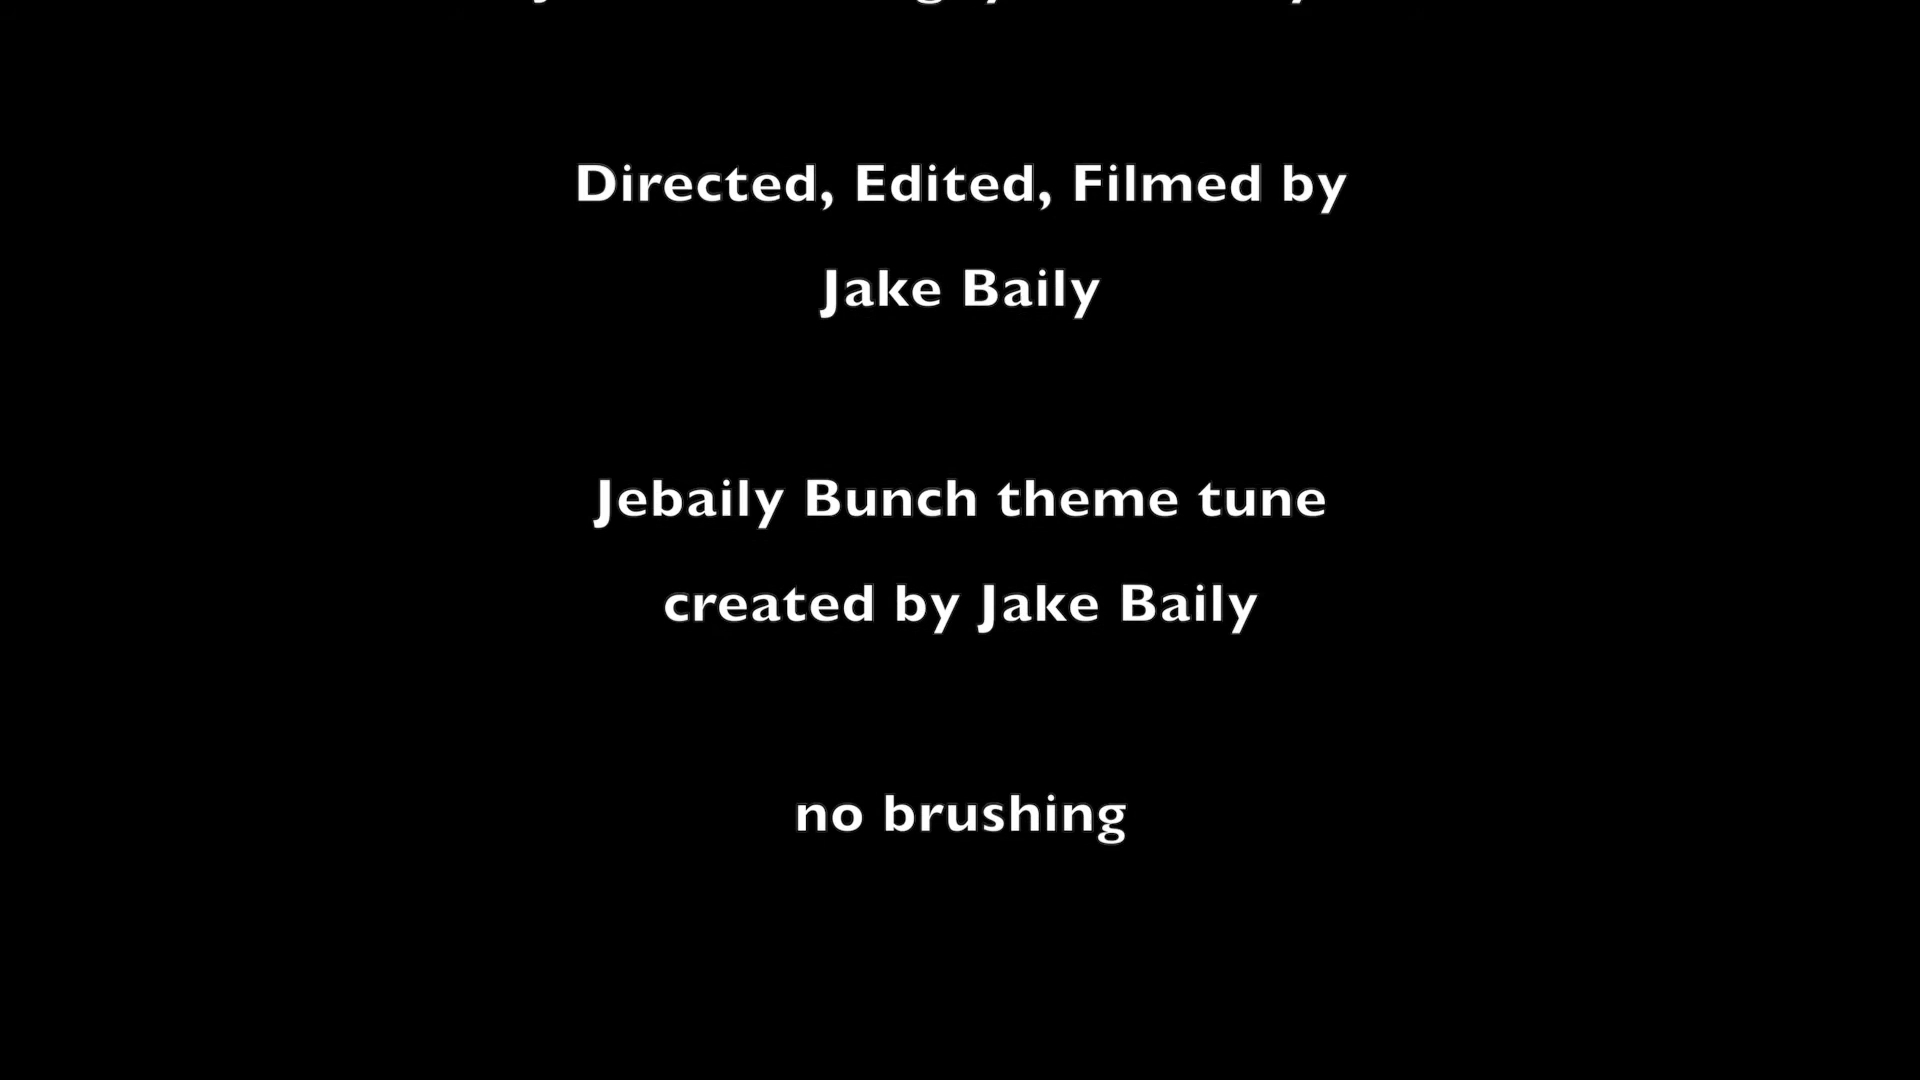 Directed, Edited, Filmed by
Jake Baily
Jebaily Bunch theme tune
created by Jake Baily
no brushing